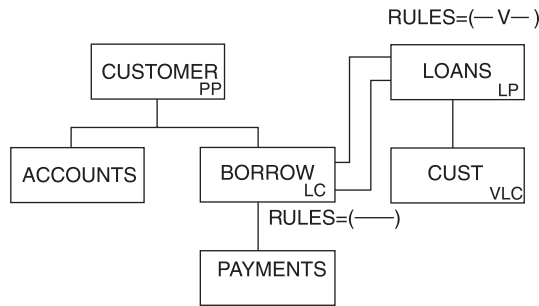 RULES=(— V— )
CUSTOMER
PP
LOANS
LP
ACCOUNTS
BORROW
LC
CUST
VLC
RULES=(——)
PAYMENTS